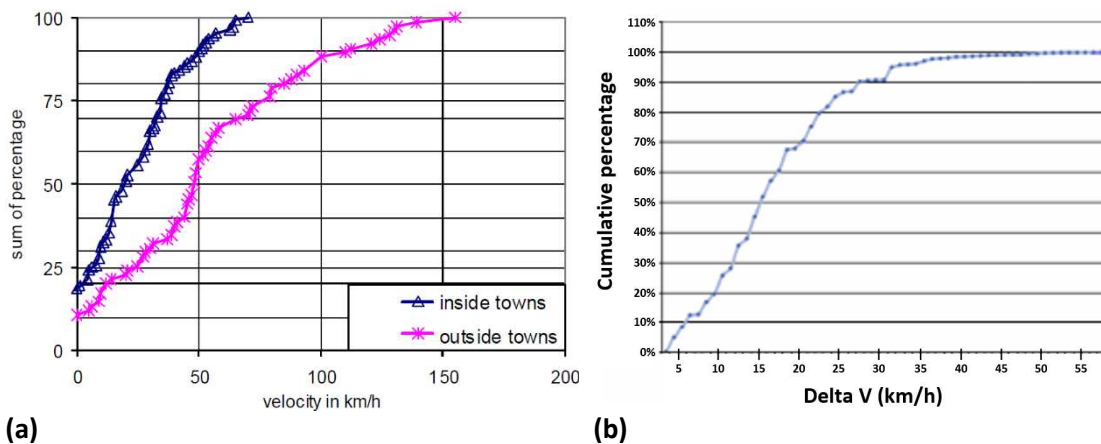 100
75
50
25
0
sum of percentage
0 50 100 150 200
velocity in km/h
inside towns
outside towns
(a)
110%
100%
90%
80%
70%
60%
50%
40%
30%
20%
10%
0%
Cumulative percentage
5 10 15 20 25 30 35 40 45 50 55
Delta V (km/h)
(b)